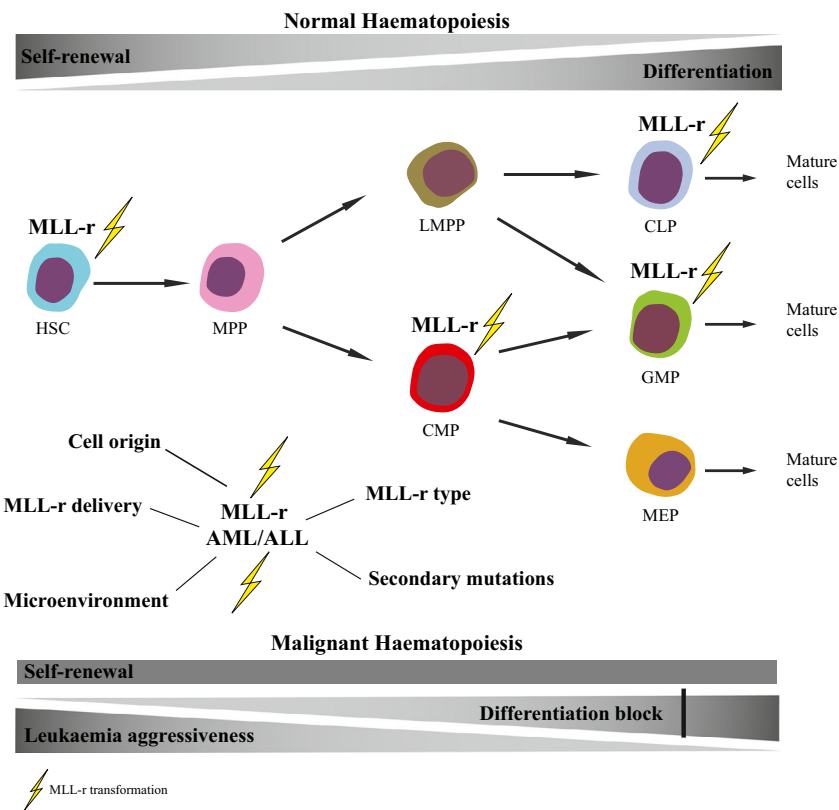 Normal Haematopoiesis
Self-renewal
Differentiation
MLL-r
Mature
cells
LMPP
CLP
MLL-r
HSC
MPP
MLL-r
Mature
cells
GMP
MLL-r
CMP
Mature
cells
MEP
Cell origin
MLL-r delivery
MLL-r type
MLL-r
AML/ALL
Microenvironment
Secondary mutations
Malignant Haematopoiesis
Self-renewal
Differentiation block
Leukaemia aggressiveness
MLL-r transformation